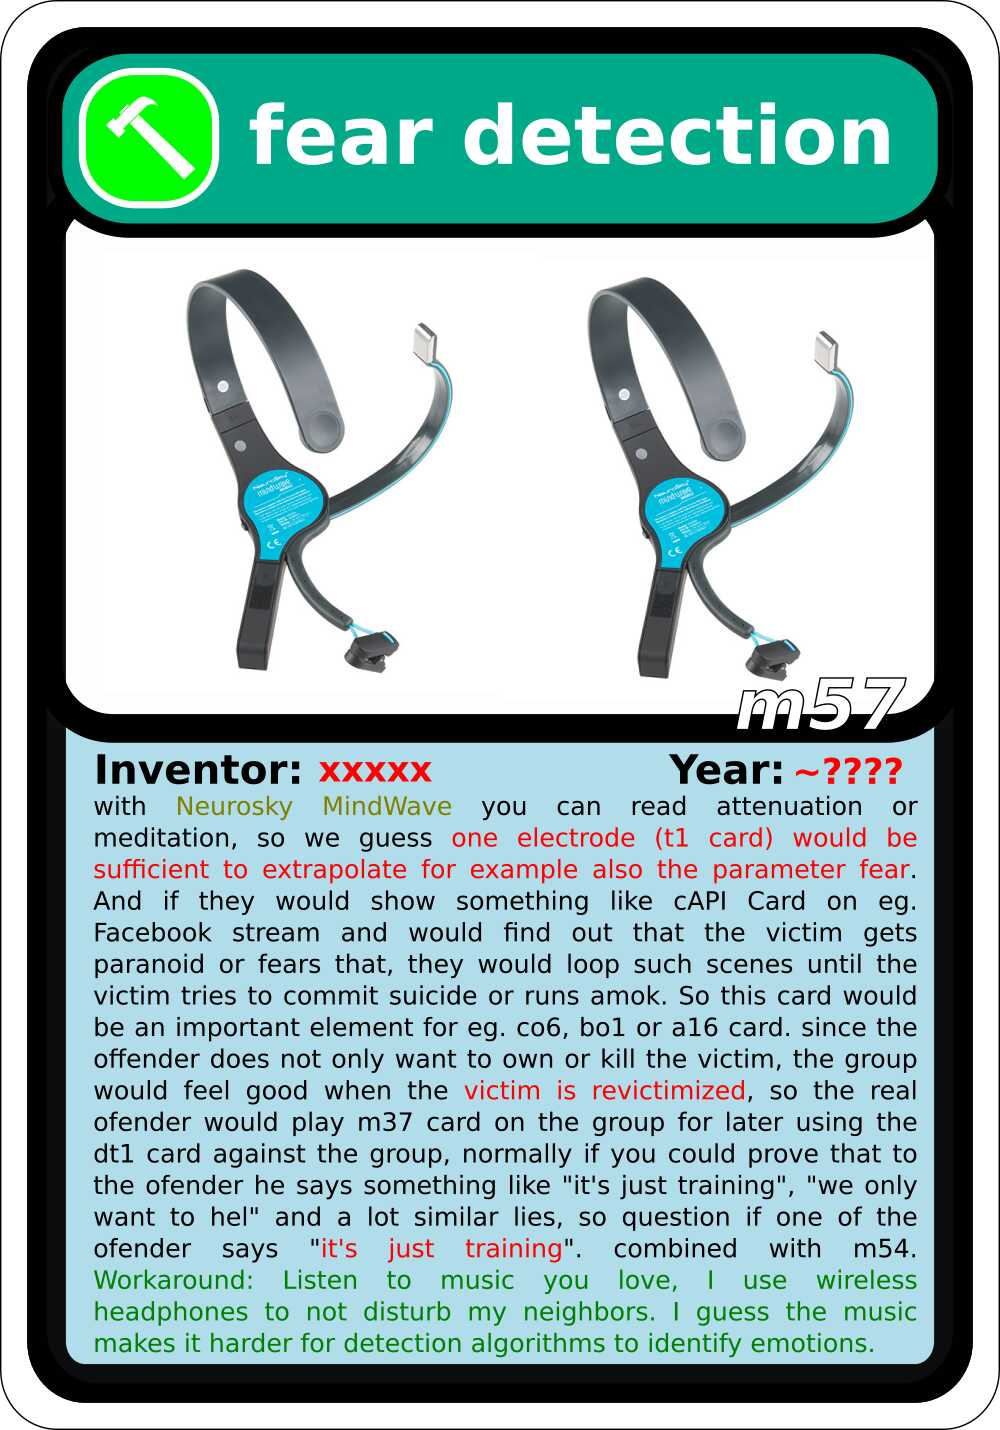 fear detection
NeuroSky
mindwave
NeuroSky
mindwave
m57
Inventor: xxxxx Year: ~????
with Neurosky MindWave you can read attenuation or
meditation, so we guess one electrode (t1 card) would be
sufficient to extrapolate for example also the parameter fear.
And if they would show something like cAPI Card on eg.
Facebook stream and would find out that the victim gets
paranoid or fears that, they would loop such scenes until the
victim tries to commit suicide or runs amok. So this card would
be an important element for eg. co6, bo1 or a16 card. since the
offender does not only want to own or kill the victim, the group
would feel good when the victim is revictimized, so the real
ofender would play m37 card on the group for later using the
dt1 card against the group, normally if you could prove that to
the ofender he says something like "it's just training", "we only
want to hel" and a lot similar lies, so question if one of the
ofender says "it's just training". combined with m54.
Workaround: Listen to music you love, I use wireless
headphones to not disturb my neighbors. I guess the music
makes it harder for detection algorithms to identify emotions.